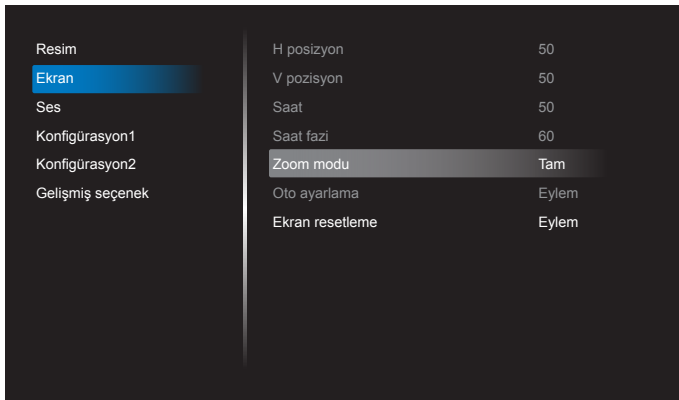 Resim
Ekran
Ses
Konfigürasyon1
Konfigürasyon2
Gelişmiş seçenek
H posizyon 50
V pozisyon 50
Saat 50
Saat fazi 60
Zoom modu Tam
Oto ayarlama Eylem
Ekran resetleme Eylem